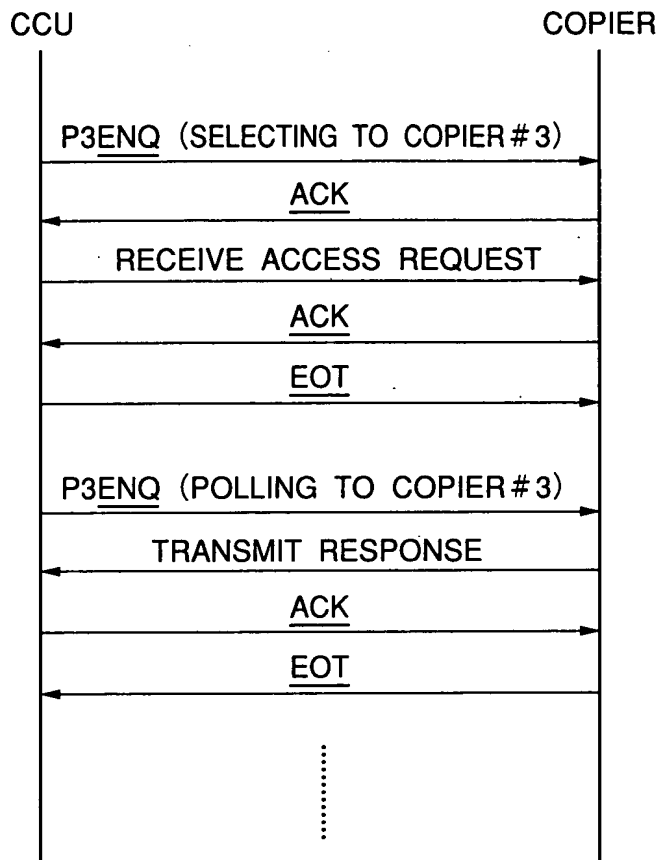 CCU COPIER
P3ENQ (SELECTING TO COPIER#3)
ACK
RECEIVE ACCESS REQUEST
ACK
EOT
P3ENQ (POLLING TO COPIER#3)
TRANSMIT RESPONSE
ACK
EOT